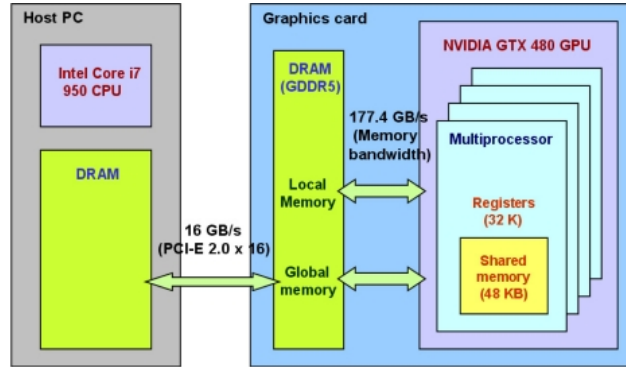 Host PC
Intel Core i7
950 CPU
DRAM
16 GB/s
(PCI-E 2.0 x 16)
Graphics card
DRAM
(GDDR5)
Local
Memory
Global
memory
177.4 GB/s
(Memory
bandwidth)
NVIDIA GTX 480 GPU
Multiprocessor
Registers
(32 K)
Shared
memory
(48 KB)